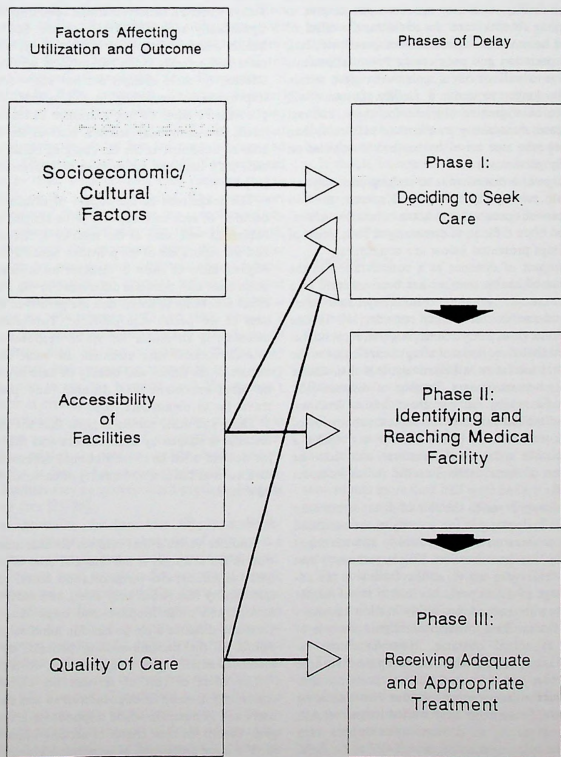 Factors Affecting
Utilization and Outcome
Phases of Delay
Socioeconomic/
Cultural
Factors
Phase I:
Deciding to Seek
Care
Accessibility
of
Facilities
Phase II:
Identifying and
Reaching Medical
Facility
Quality of Care
Phase III:
Receiving Adequate
and Appropriate
Treatment